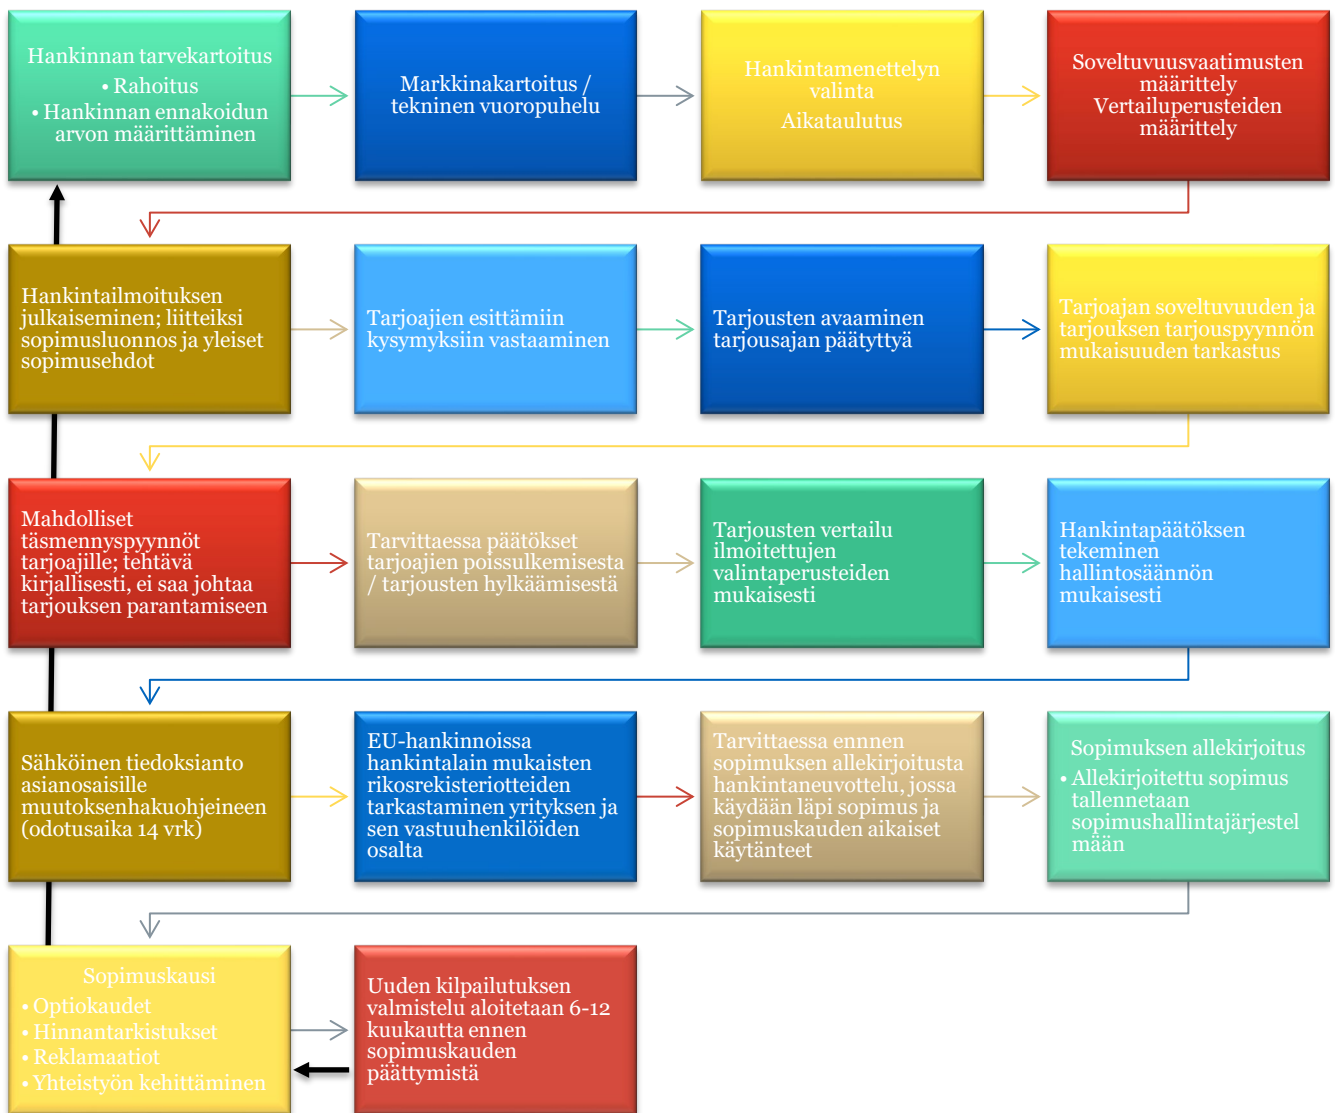 Hankinnan tarvekartoitus
• Rahoitus
• Hankinnan ennakoidun
arvon määrittäminen
Markkinakartoitus /
tekninen vuoropuhelu
Hankintamenettelyn
valinta
Aikataulutus
Soveltuvuusvaatimusten
määrittely
Vertailuperusteiden
määrittely
Hankintailmoituksen
julkaiseminen; liitteiksi
sopimusluonnos ja yleiset
sopimusehdot
Tarjoajien esittämiin
kysymyksiin vastaaminen
Tarjousten avaaminen
tarjousajan päätyttyä
Tarjoajan soveltuvuuden ja
tarjouksen tarjouspyynnön
mukaisuuden tarkastus
Mahdolliset
täsmennyspyynnöt
tarjoajille; tehtävä
kirjallisesti, ei saa johtaa
tarjouksen parantamiseen
Tarvittaessa päätökset
tarjoajien poissulkemisesta
/ tarjousten hylkäämisestä
Tarjousten vertailu
ilmoitettujen
valintaperusteiden
mukaisesti
Hankintapäätöksen
tekeminen
hallintosäännön
mukaisesti
Sähköinen tiedoksianto
asianosaisille
muutoksenhakuohjeineen
(odotusaika 14 vrk)
EU-hankinnoissa
hankintalain mukaisten
rikosrekisteriotteiden
tarkastaminen yrityksen ja
sen vastuuhenkilöiden
osalta
Tarvittaessa ennnen
sopimuksen allekirjoitusta
hankintaneuvottelu, jossa
käydään läpi sopimus ja
sopimuskauden aikaiset
käytänteet
Sopimuksen allekirjoitus
• Allekirjoitettu sopimus
tallennetaan
sopimushallintajärjestel
mään
Sopimuskausi
• Optiokaudet
• Hinnantarkistukset
• Reklamaatiot
• Yhteistyön kehittäminen
Uuden kilpailutuksen
valmistelu aloitetaan 6-12
kuukautta ennen
sopimuskauden
päättymistä